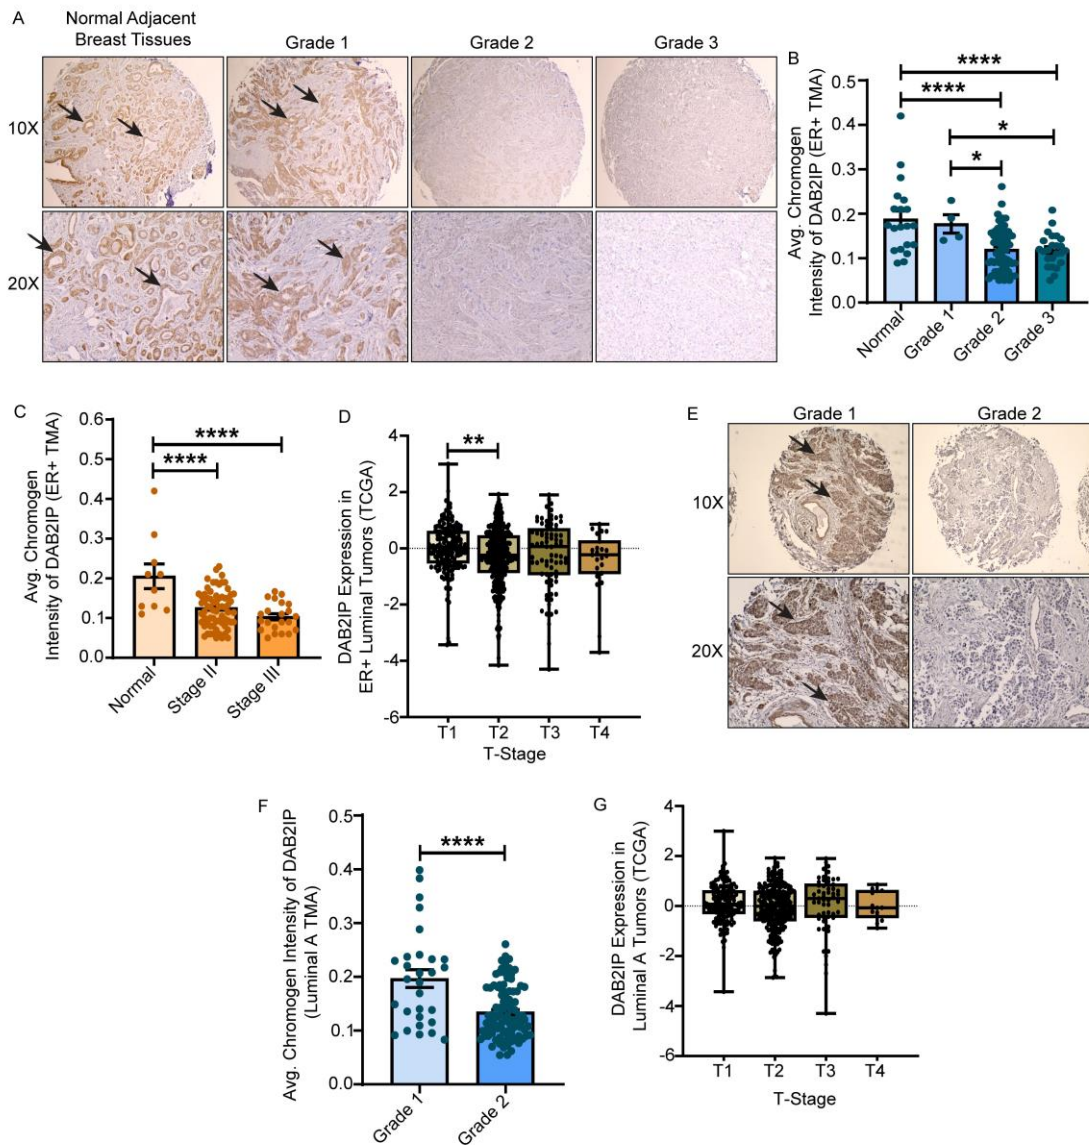 A
Normal Adjacent
Breast Tissues
Grade 1
Grade 2
Grade 3
10X
20X
B
Avg. Chromogen
Intensity of DAB2IP (ER+ TMA)
0.5
0.4
0.3
0.2
0.1
0.0
****
****
*
*
Normal
Grade 1
Grade 2
Grade 3
C
Avg. Chromogen
Intensity of DAB2IP (ER+ TMA)
0.6
0.5
0.4
0.3
0.2
0.1
0.0
****
****
Normal
Stage II
Stage III
D
DAB2IP Expression in
ER+ Luminal Tumors (TCGA)
4
2
0
-2
-4
-6
**
T1 T2 T3 T4
T-Stage
E
Grade 1
Grade 2
10X
20X
F
Avg. Chromogen Intensity of DAB2IP
(Luminal A TMA)
0.5
0.4
0.3
0.2
0.1
0.0
****
Grade 1
Grade 2
G
DAB2IP Expression in
Luminal A Tumors (TCGA)
4
2
0
-2
-4
-6
T1 T2 T3 T4
T-Stage